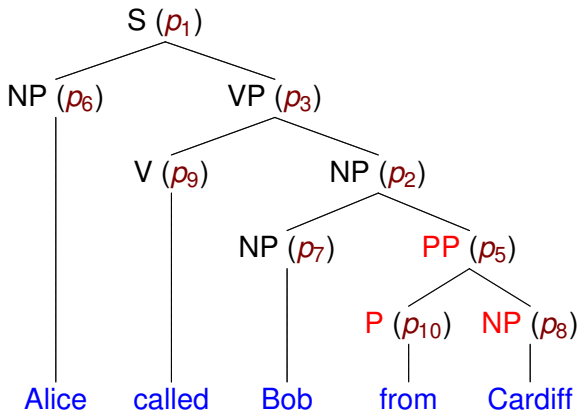 S (p₁)
NP (p₆) VP (p₃)
V (p₉) NP (p₂)
NP (p₇) PP (p₅)
P (p₁₀) NP (p₈)
Alice called Bob from Cardiff